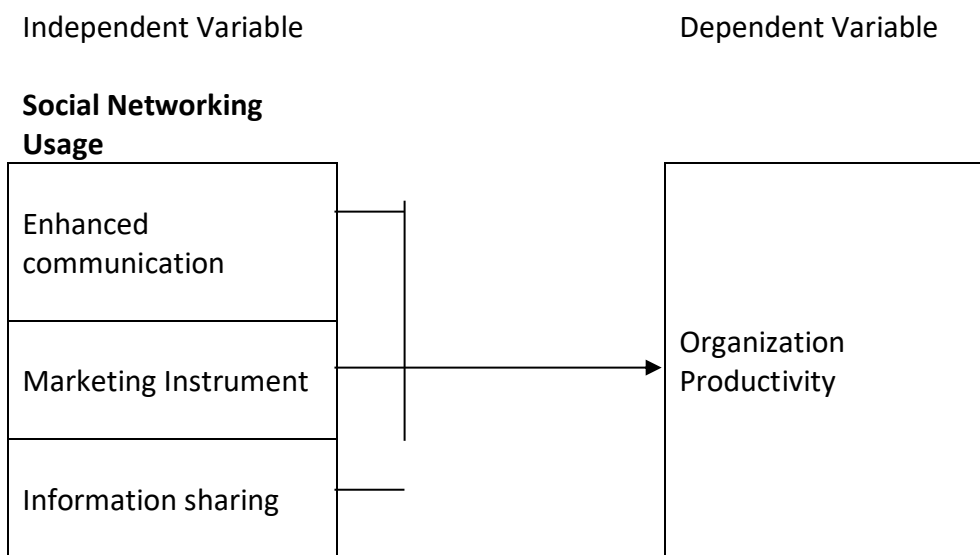 Independent Variable
Dependent Variable
Social Networking
Usage
Enhanced
communication
Marketing Instrument
Information sharing
Organization
Productivity